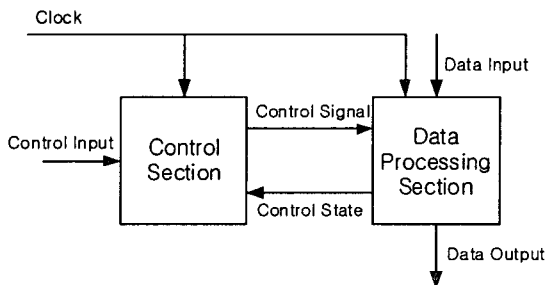 Clock
Data Input
Control Signal
Control Input
Control
Section
Data
Processing
Section
Control State
Data Output